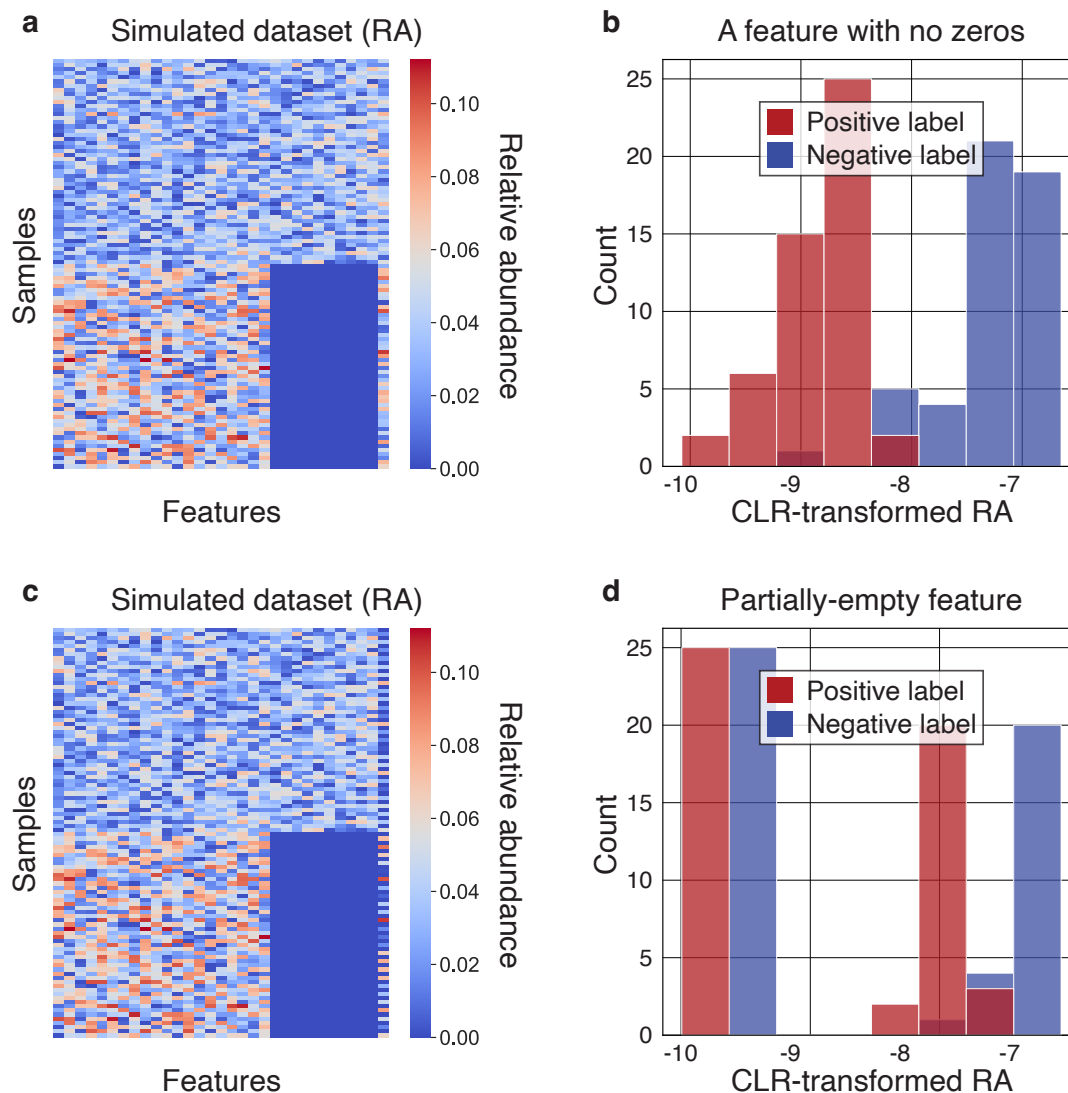 a
Simulated dataset (RA)
Samples
Features
0.10
0.08
0.06
0.04
0.02
0.00
Relative abundance
b
A feature with no zeros
Positive label
Negative label
Count
25
20
15
10
5
0
-10
-9
-8
-7
CLR-transformed RA
c
Simulated dataset (RA)
Samples
Features
0.10
0.08
0.06
0.04
0.02
0.00
Relative abundance
d
Partially-empty feature
Positive label
Negative label
Count
25
20
15
10
5
0
-10
-9
-8
-7
CLR-transformed RA